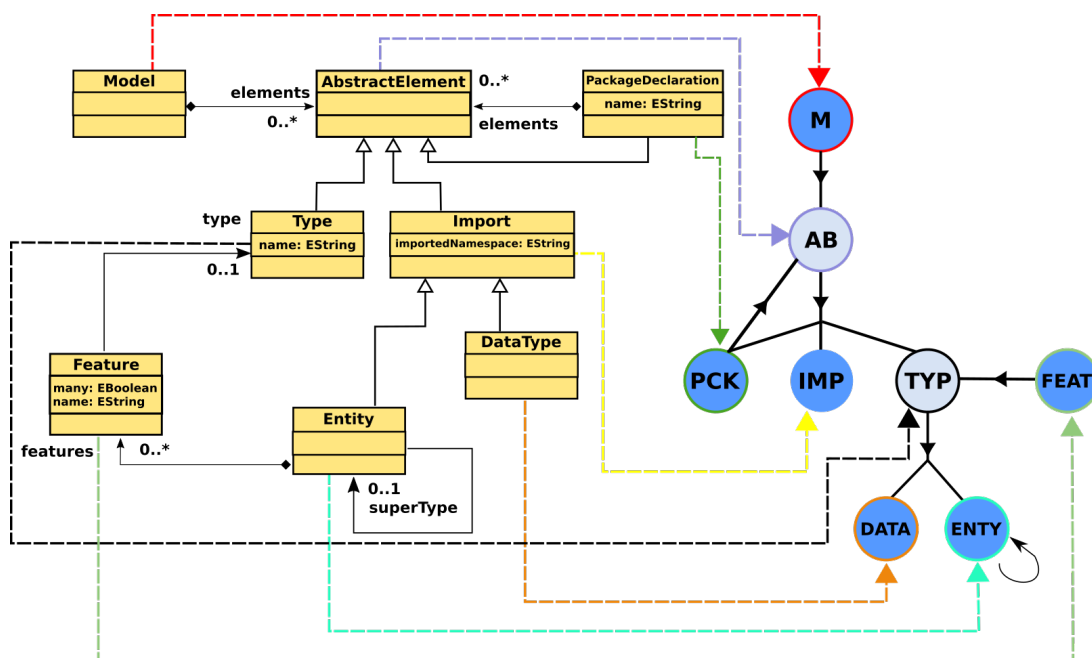 Model
elements
0..*
AbstractElement
0..*
elements
PackageDeclaration
name: EString
M
type
Type
name: EString
0..1
Import
importedNamespace: EString
AB
Feature
many: EBoolean
name: EString
features
0..*
DataType
Entity
0..1
superType
PCK
IMP
TYP
FEAT
DATA
ENTY